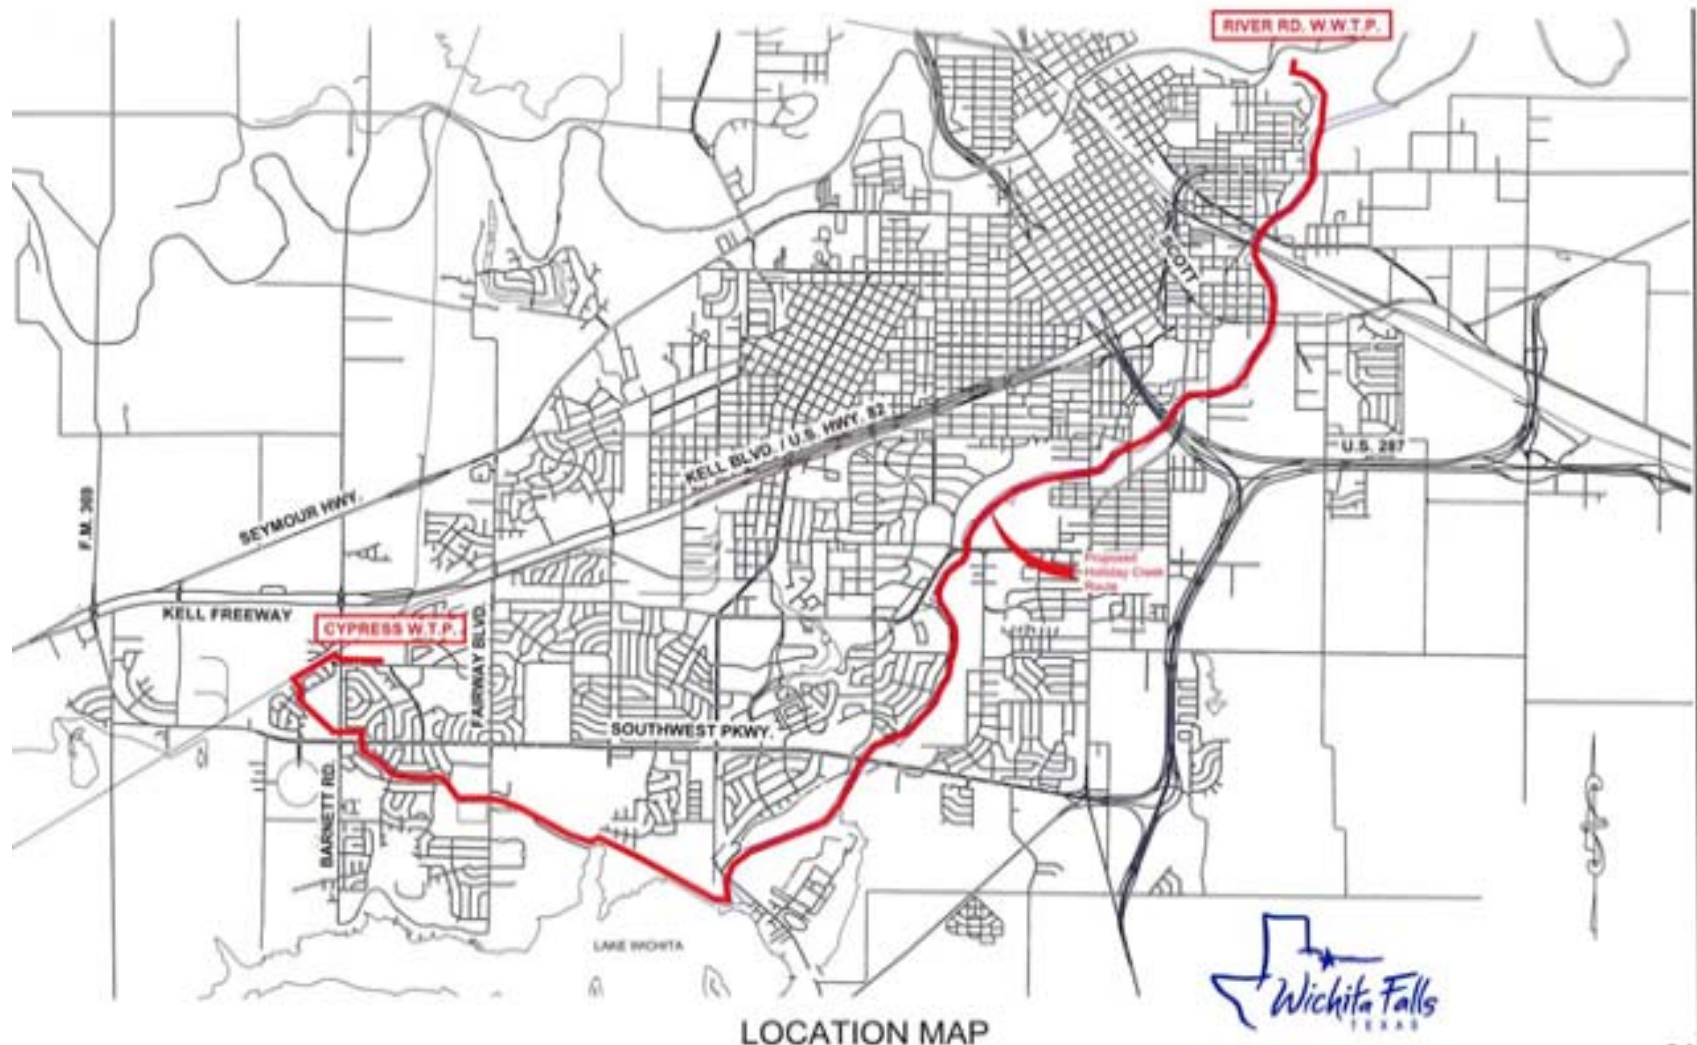 RIVER RD. W.W.T.P.
SCOTT
KELL BLVD. / U.S. HWY. 82
U.S. 287
SEYMOUR HWY.
F.M. 369
Proposed
Holliday Creek
Route
KELL FREEWAY
CYPRESS W.T.P.
FAIRWAY BLVD.
SOUTHWEST PKWY.
BARNETT RD.
LAKE WICHITA
Wichita Falls
TEXAS
LOCATION MAP